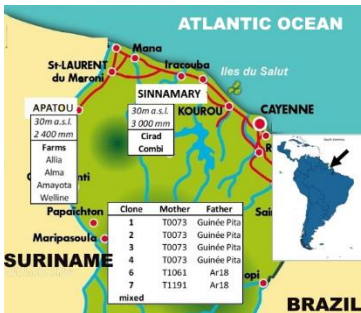 ATLANTIC OCEAN
Mana
St-LAURENT
du Maroni
Iracouba
Iles du Salut
SINNAMARY
30m a.s.l.
3 000 mm
Cirad
Combi
KOUROU
CAYENNE
APATOU
30m a.s.l.
2 400 mm
Farms
Allia
Alma
Amayota
Welline
Papaichton
Maripasoula
SURINAME
Clone Mother Father
1 T0073 Guinée Pita
2 T0073 Guinée Pita
3 T0073 Guinée Pita
4 T0073 Guinée Pita
6 T1061 Ar18
7 T1191 Ar18
mixed
BRAZIL